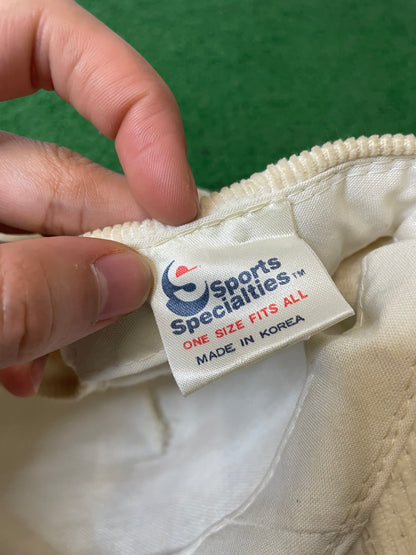 Sports
Specialties™
ONE SIZE FITS ALL
MADE IN KOREA